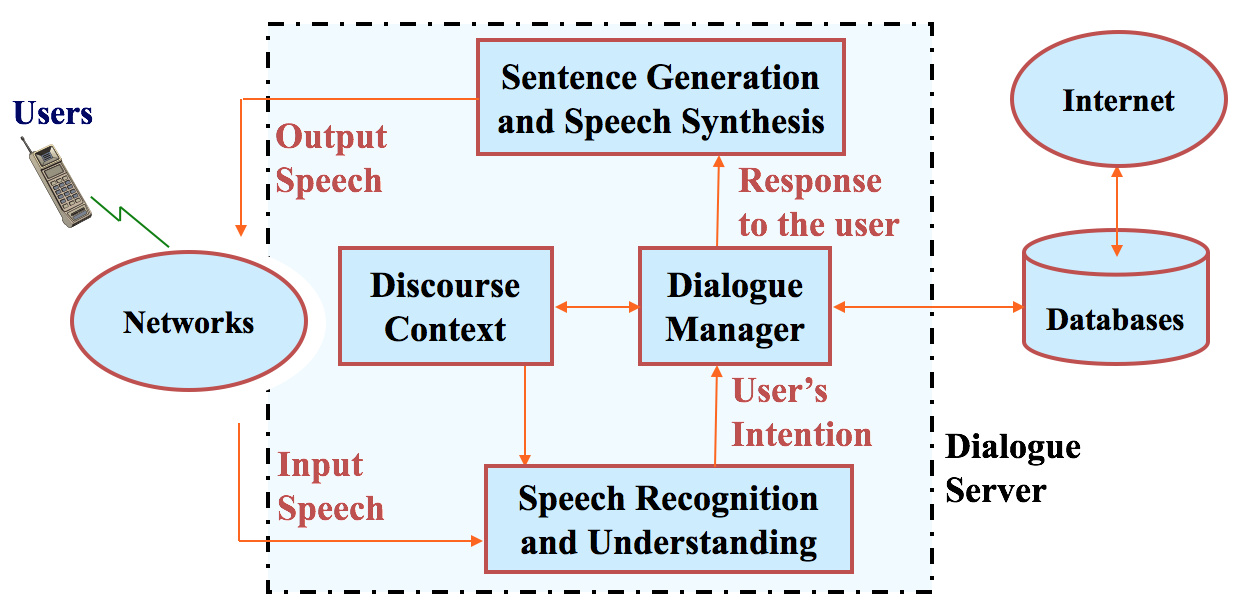 Users
Networks
Output
Speech
Sentence Generation
and Speech Synthesis
Response
to the user
Discourse
Context
Dialogue
Manager
User’s
Intention
Input
Speech
Speech Recognition
and Understanding
Internet
Databases
Dialogue
Server